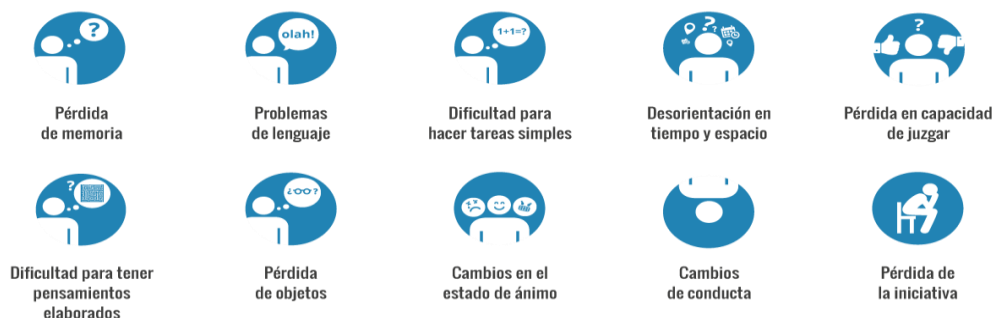 ?
olah!
1+1=?
? ? ?
?
Pérdida
de memoria
Problemas
de lenguaje
Dificultad para
hacer tareas simples
Desorientación en
tiempo y espacio
Pérdida en capacidad
de juzgar
?
¿ ?
Dificultad para tener
pensamientos
elaborados
Pérdida
de objetos
Cambios en el
estado de ánimo
Cambios
de conducta
Pérdida de
la iniciativa